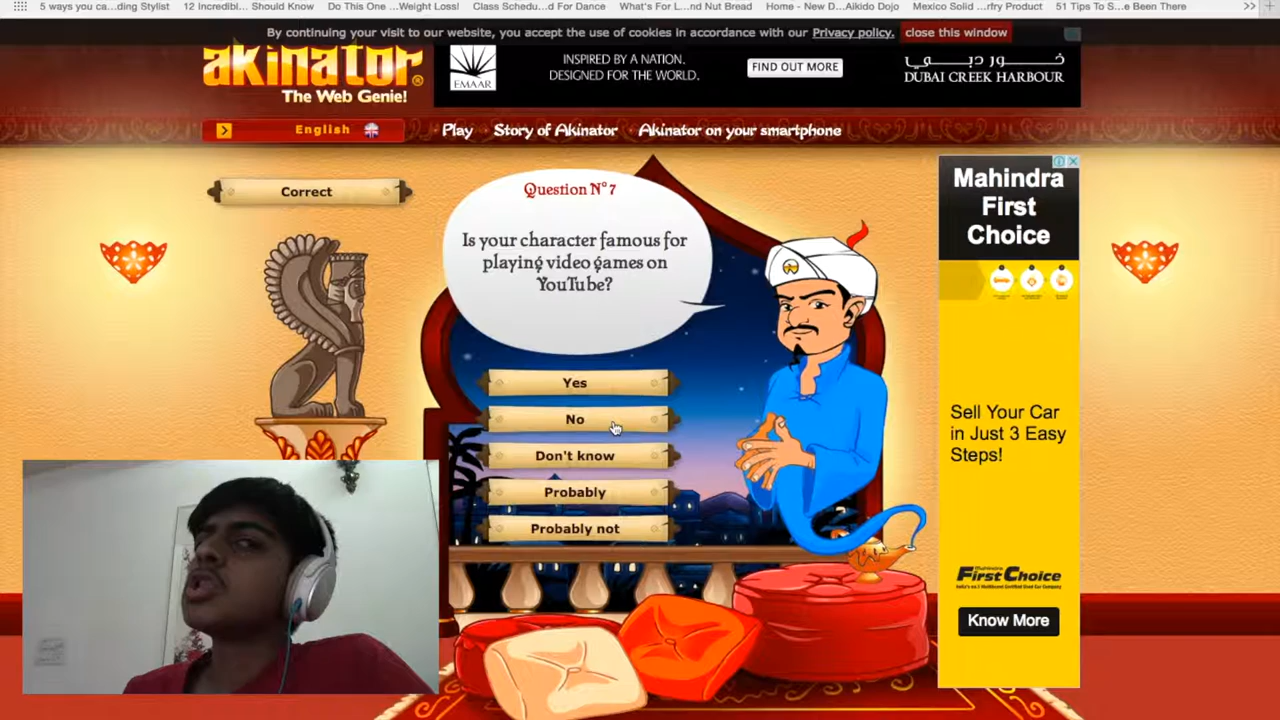 5 ways you ca...ding Stylist
12 Incredibl... Should Know
Do This One ...Weight Loss!
Class Schedu...d For Dance
What's For L...nd Nut Bread
Home - New D...Aikido Dojo
Mexico Solid ...rfry Product
51 Tips To S...e Been There
>>
+
By continuing your visit to our website, you accept the use of cookies in accordance with our Privacy policy.
close this window
akinator®
The Web Genie!
EMAAR
INSPIRED BY A NATION.
DESIGNED FOR THE WORLD.
FIND OUT MORE
خور دبي
DUBAI CREEK HARBOUR
English
Play · Story of Akinator · Akinator on your smartphone
Correct
Question N° 7
Is your character famous for
playing video games on
YouTube?
Yes
No
Don't know
Probably
Probably not
Mahindra
First
Choice
Sell Your Car
in Just 3 Easy
Steps!
Mahindra
First Choice
Know More